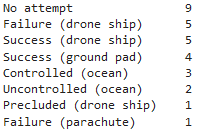 No attempt                9
Failure (drone ship)      5
Success (drone ship)      5
Success (ground pad)      4
Controlled (ocean)        3
Uncontrolled (ocean)      2
Precluded (drone ship)    1
Failure (parachute)       1